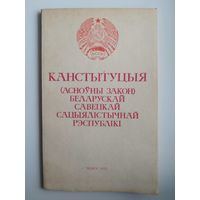 КАНСТЫТУЦЫЯ
(АСНОЎНЫ ЗАКОН)
БЕЛАРУСКАЙ
САВЕЦКАЙ
САЦЫЯЛІСТЫЧНАЙ
РЭСПУБЛІКІ